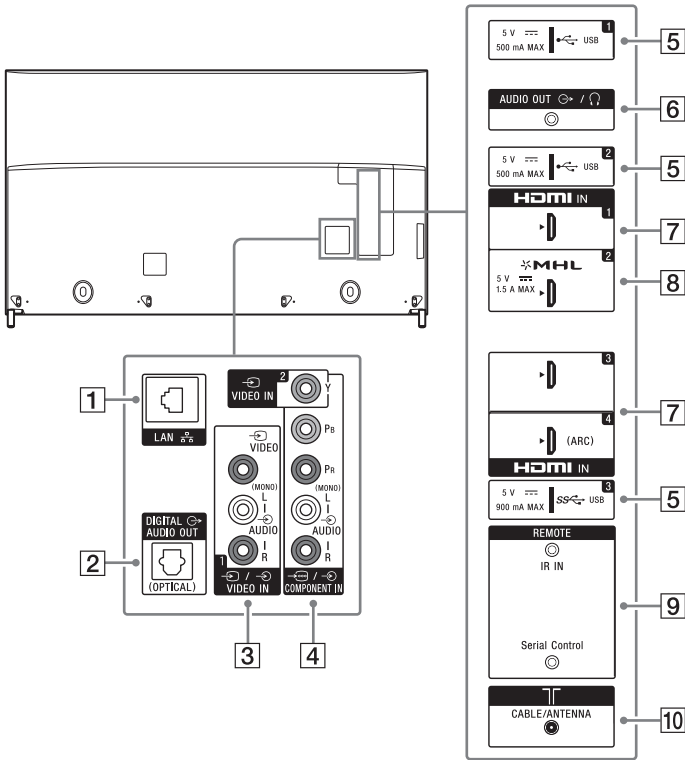 5 V
500 mA MAX
USB
1
5
AUDIO OUT /
6
5 V
500 mA MAX
USB
2
5
HDMI IN
1
7
MHL
2
5 V
1.5 A MAX
8
3
7
4
(ARC)
HDMI IN
5 V
900 mA MAX
SS USB
3
5
REMOTE
IR IN
Serial Control
9
CABLE/ANTENNA
10
1
LAN
2
DIGITAL
AUDIO OUT
(OPTICAL)
VIDEO
(MONO)
L
AUDIO
R
1
/
VIDEO IN
3
2
VIDEO IN
Y
PB
PR
(MONO)
L
AUDIO
R
/
COMPONENT IN
4